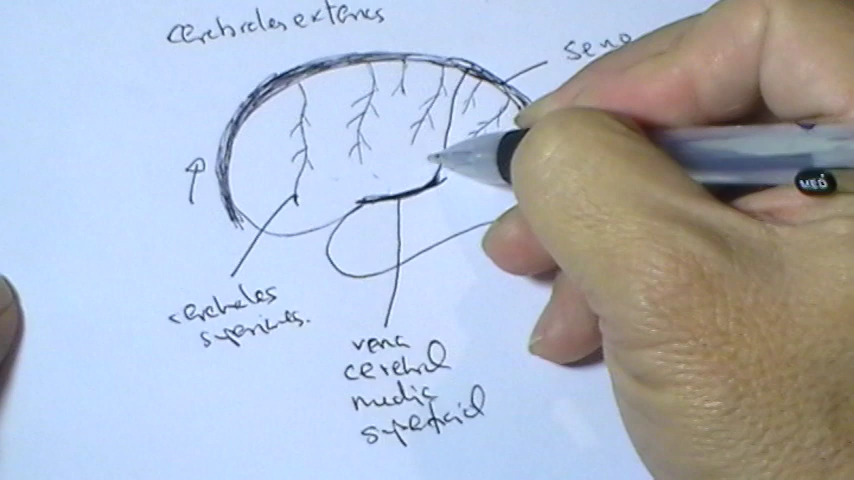 cerebrales externas
seno
cerebrales
superiores.
vena
cerebral
media
superficial
MED